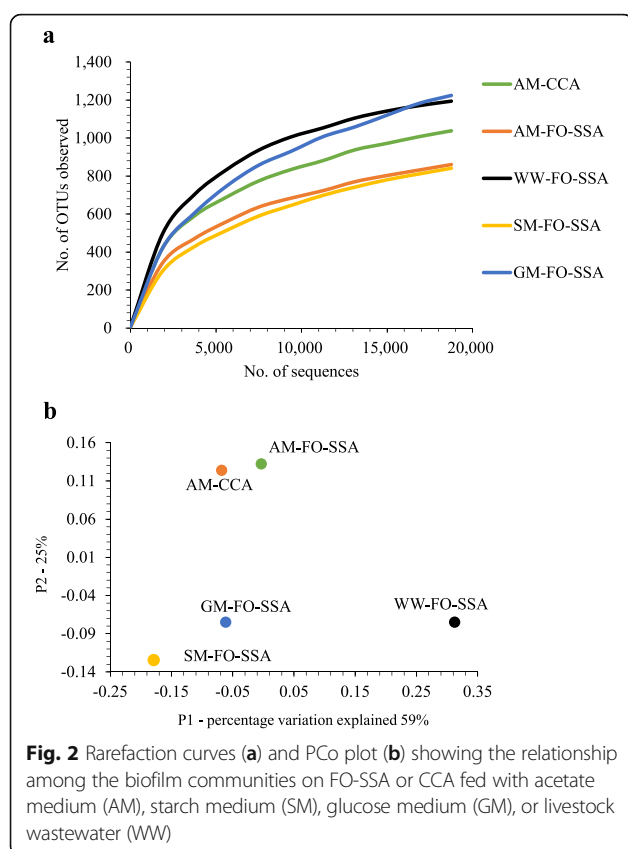 a
1,400
1,200
1,000
800
600
400
200
0
No. of OTUs observed
0 5,000 10,000 15,000 20,000
No. of sequences
AM-CCA
AM-FO-SSA
WW-FO-SSA
SM-FO-SSA
GM-FO-SSA
b
0.16
0.11
0.06
0.01
-0.04
-0.09
-0.14
P2 - 25%
AM-FO-SSA
AM-CCA
GM-FO-SSA
WW-FO-SSA
SM-FO-SSA
-0.25 -0.15 -0.05 0.05 0.15 0.25 0.35
P1 - percentage variation explained 59%
Fig. 2 Rarefaction curves (a) and PCo plot (b) showing the relationship
among the biofilm communities on FO-SSA or CCA fed with acetate
medium (AM), starch medium (SM), glucose medium (GM), or livestock
wastewater (WW)